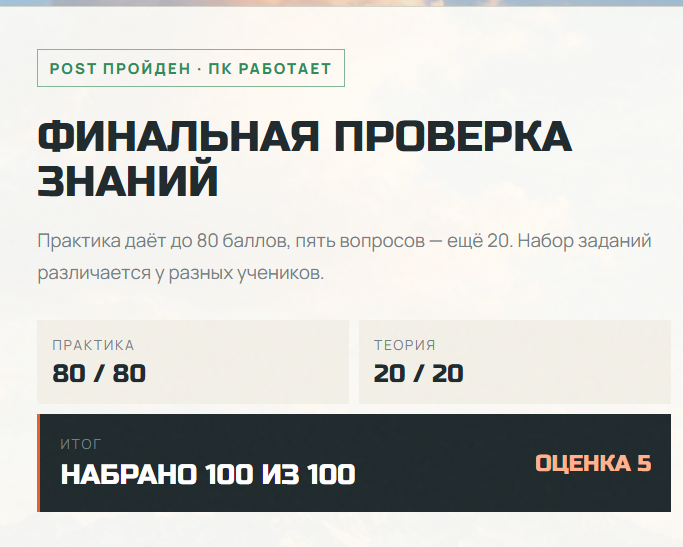 POST ПРОЙДЕН · ПК РАБОТАЕТ
ФИНАЛЬНАЯ ПРОВЕРКА
ЗНАНИЙ
Практика даёт до 80 баллов, пять вопросов — ещё 20. Набор заданий
различается у разных учеников.
ПРАКТИКА
80 / 80
ТЕОРИЯ
20 / 20
ИТОГ
НАБРАНО 100 ИЗ 100
ОЦЕНКА 5